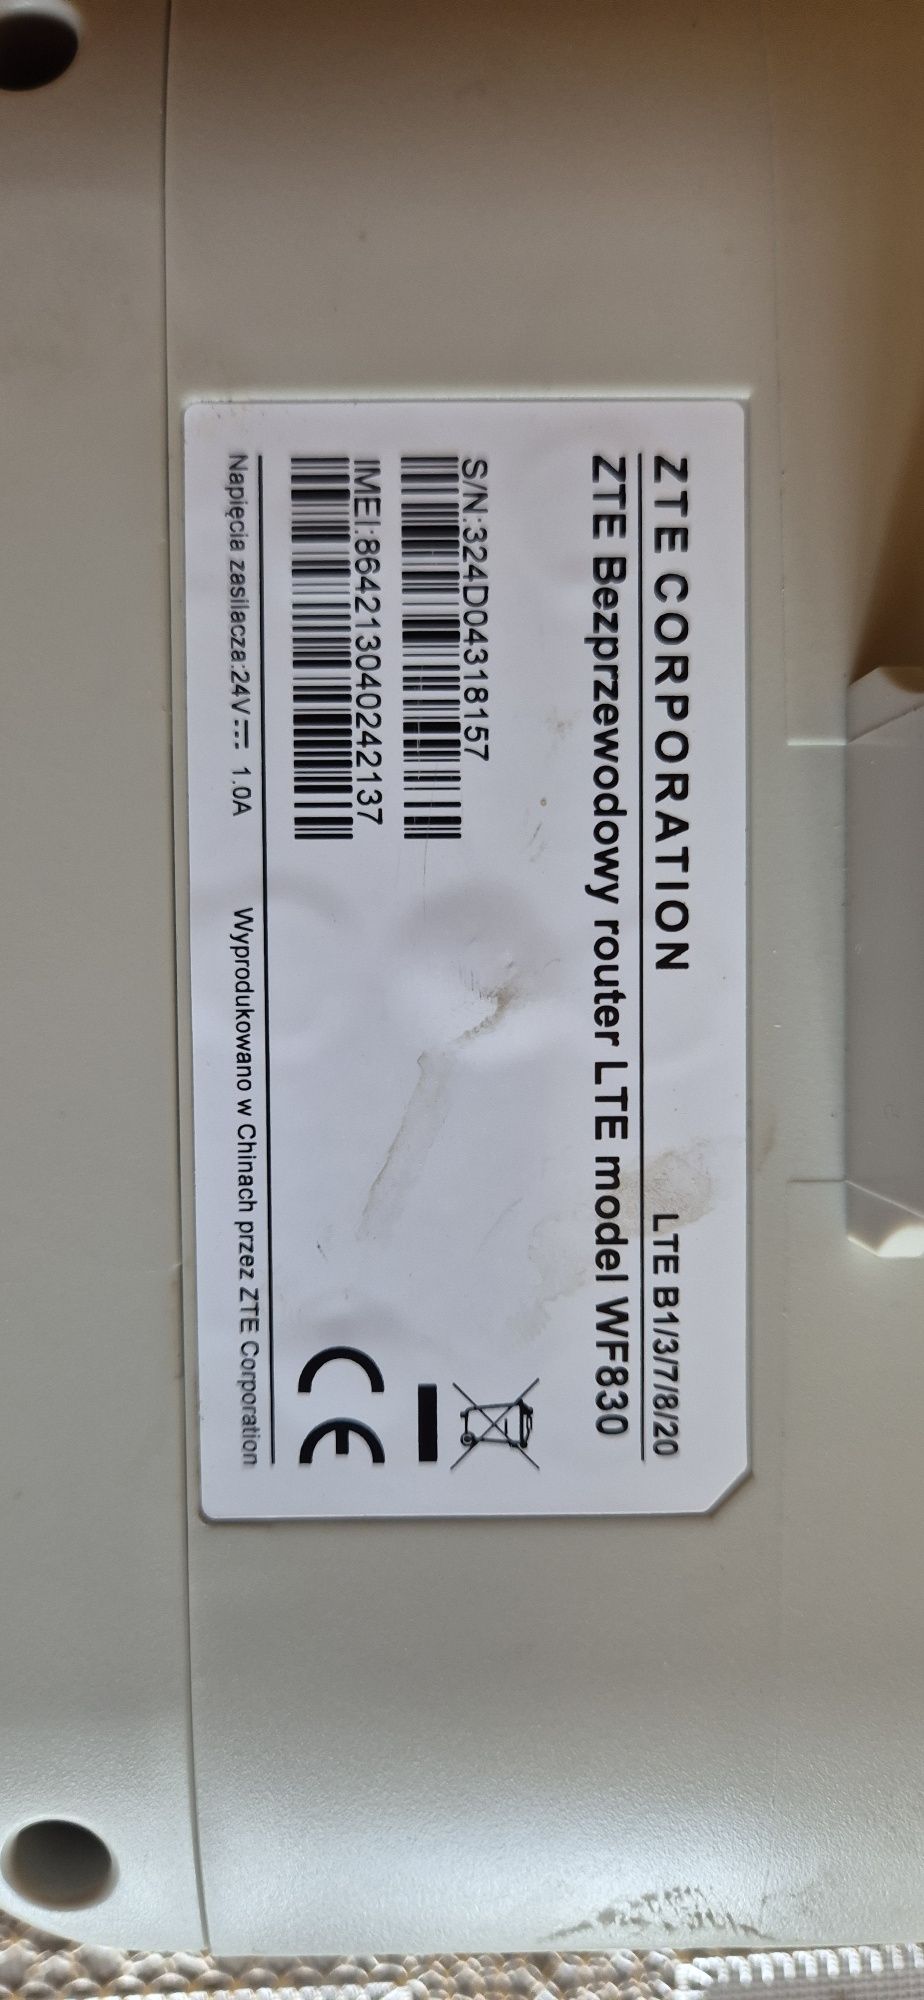 ZTE CORPORATION LTE B1/3/7/8/20
ZTE Bezprzewodowy router LTE model WF830
S/N:324D04318157
IMEI:864213040242137
CE
Napięcia zasilacza:24V⎓ 1.0A Wyprodukowano w Chinach przez ZTE Corporation